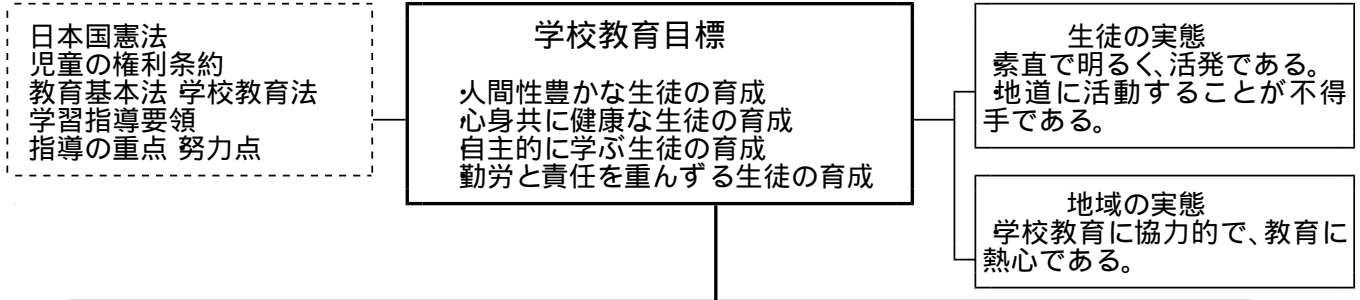 日本国憲法
児童の権利条約
教育基本法 学校教育法
学習指導要領
指導の重点 努力点
学校教育目標
・人間性豊かな生徒の育成
・心身共に健康な生徒の育成
・自主的に学ぶ生徒の育成
・勤労と責任を重んずる生徒の育成
生徒の実態
・素直で明るく、活発である。
・地道に活動することが不得
手である。
地域の実態
・学校教育に協力的で、教育に
熱心である。